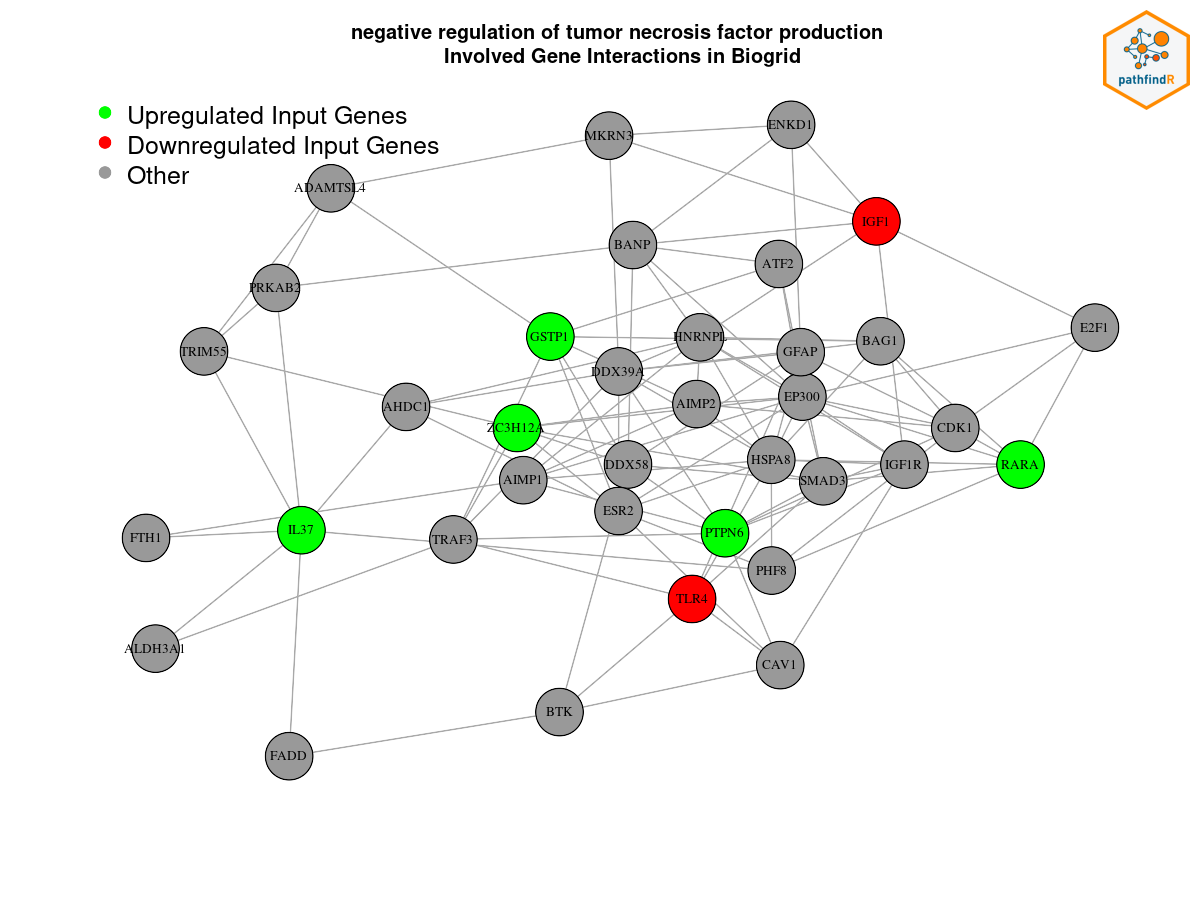 negative regulation of tumor necrosis factor production
Involved Gene Interactions in Biogrid
pathfindR
Upregulated Input Genes
Downregulated Input Genes
Other
MKRN3
ENKD1
ADAMTSL4
IGF1
BANP
ATF2
PRKAB2
E2F1
GSTP1
HNRNPL
BAG1
TRIM55
GFAP
DDX39A
EP300
AIMP2
AHDC1
ZC3H12A
CDK1
HSPA8
DDX58
IGF1R
RARA
AIMP1
SMAD3
ESR2
IL37
PTPN6
FTH1
TRAF3
PHF8
TLR4
ALDH3A1
CAV1
BTK
FADD